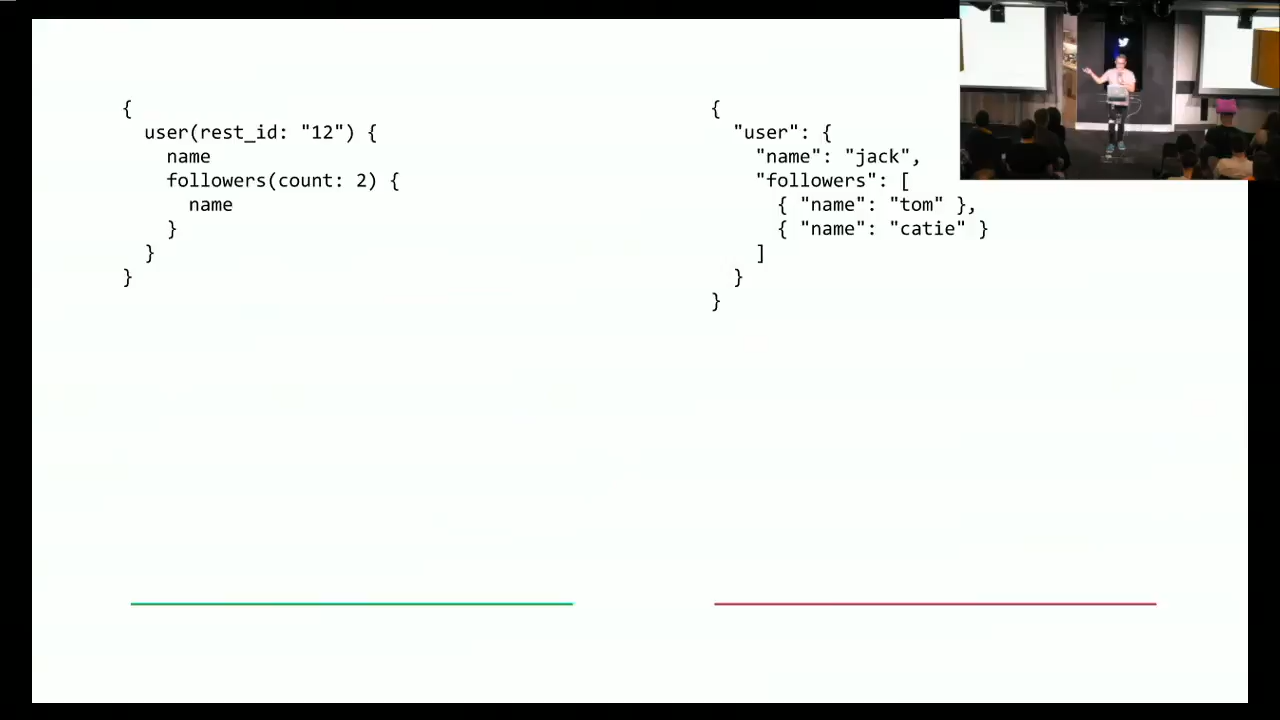 {
  user(rest_id: "12") {
    name
    followers(count: 2) {
      name
    }
  }
}
{
  "user": {
    "name": "jack",
    "followers": [
      { "name": "tom" },
      { "name": "catie" }
    ]
  }
}